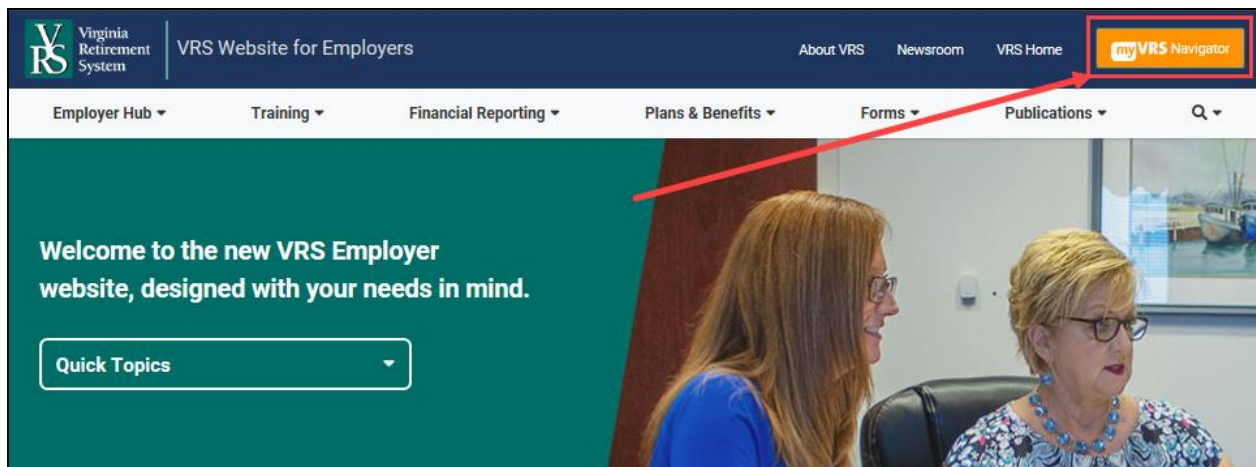 VRS
Virginia
Retirement
System
VRS Website for Employers
About VRS Newsroom VRS Home myVRS Navigator
Employer Hub Training Financial Reporting Plans & Benefits Forms Publications
Welcome to the new VRS Employer
website, designed with your needs in mind.
Quick Topics